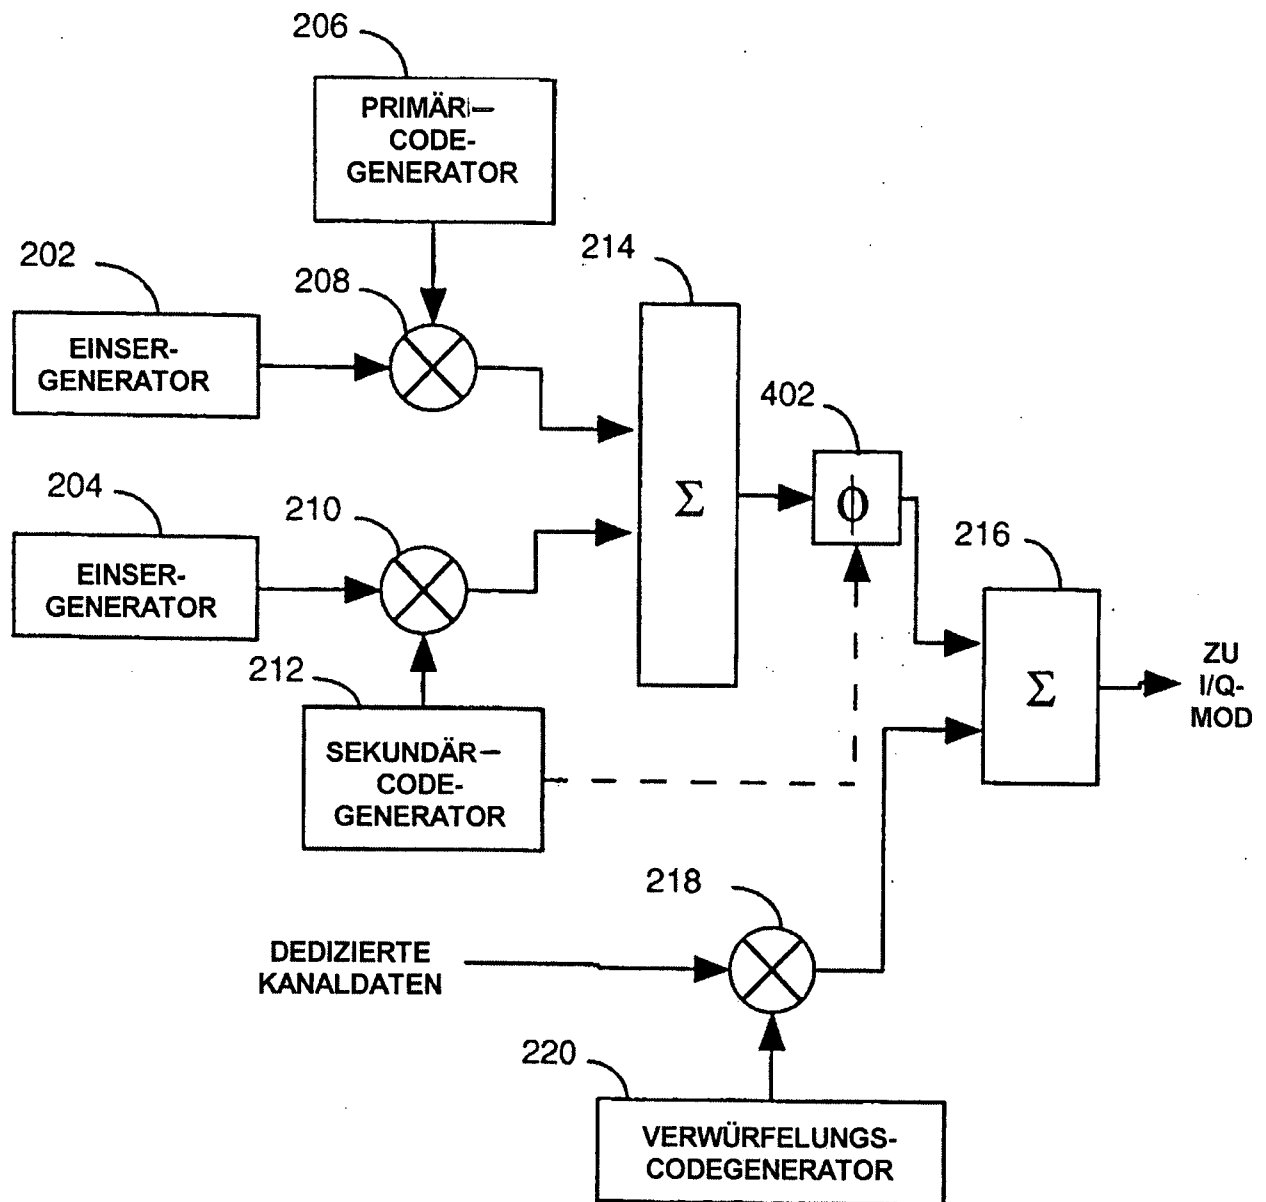 206
PRIMÄR—
CODE-
GENERATOR
202
208
214
EINSER-
GENERATOR
402
204
210
Σ
ϕ
216
EINSER-
GENERATOR
212
ZU
I/Q-
MOD
Σ
SEKUNDÄR—
CODE-
GENERATOR
218
DEDIZIERTE
KANALDATEN
220
VERWÜRFELUNGS-
CODEGENERATOR